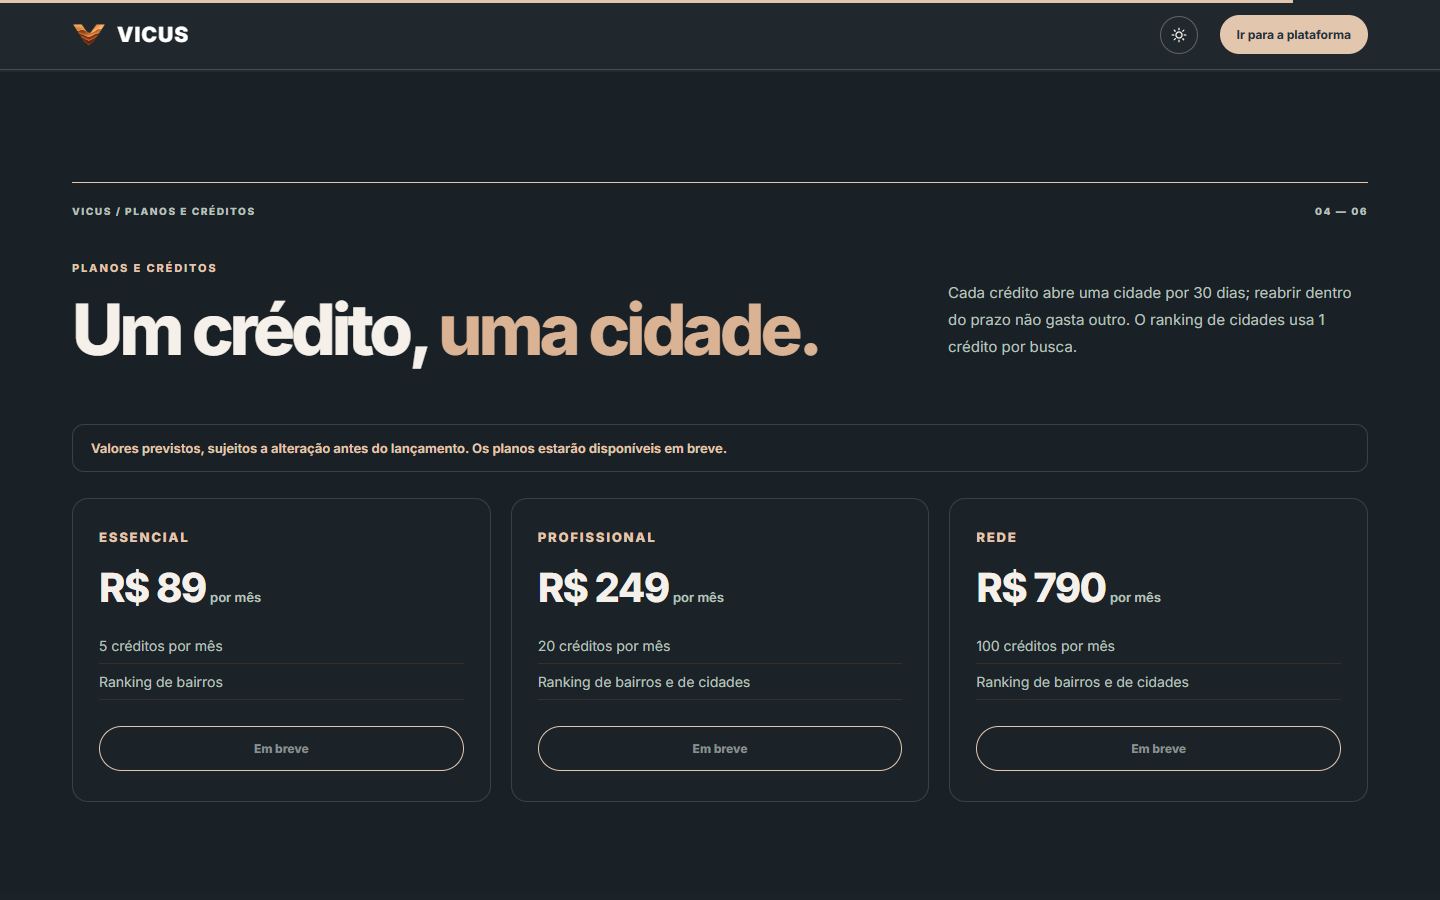 VICUS
Ir para a plataforma
VICUS / PLANOS E CRÉDITOS
04 — 06
PLANOS E CRÉDITOS
Um crédito, uma cidade.
Cada crédito abre uma cidade por 30 dias; reabrir dentro
do prazo não gasta outro. O ranking de cidades usa 1
crédito por busca.
Valores previstos, sujeitos a alteração antes do lançamento. Os planos estarão disponíveis em breve.
ESSENCIAL
R$ 89 por mês
5 créditos por mês
Ranking de bairros
Em breve
PROFISSIONAL
R$ 249 por mês
20 créditos por mês
Ranking de bairros e de cidades
Em breve
REDE
R$ 790 por mês
100 créditos por mês
Ranking de bairros e de cidades
Em breve